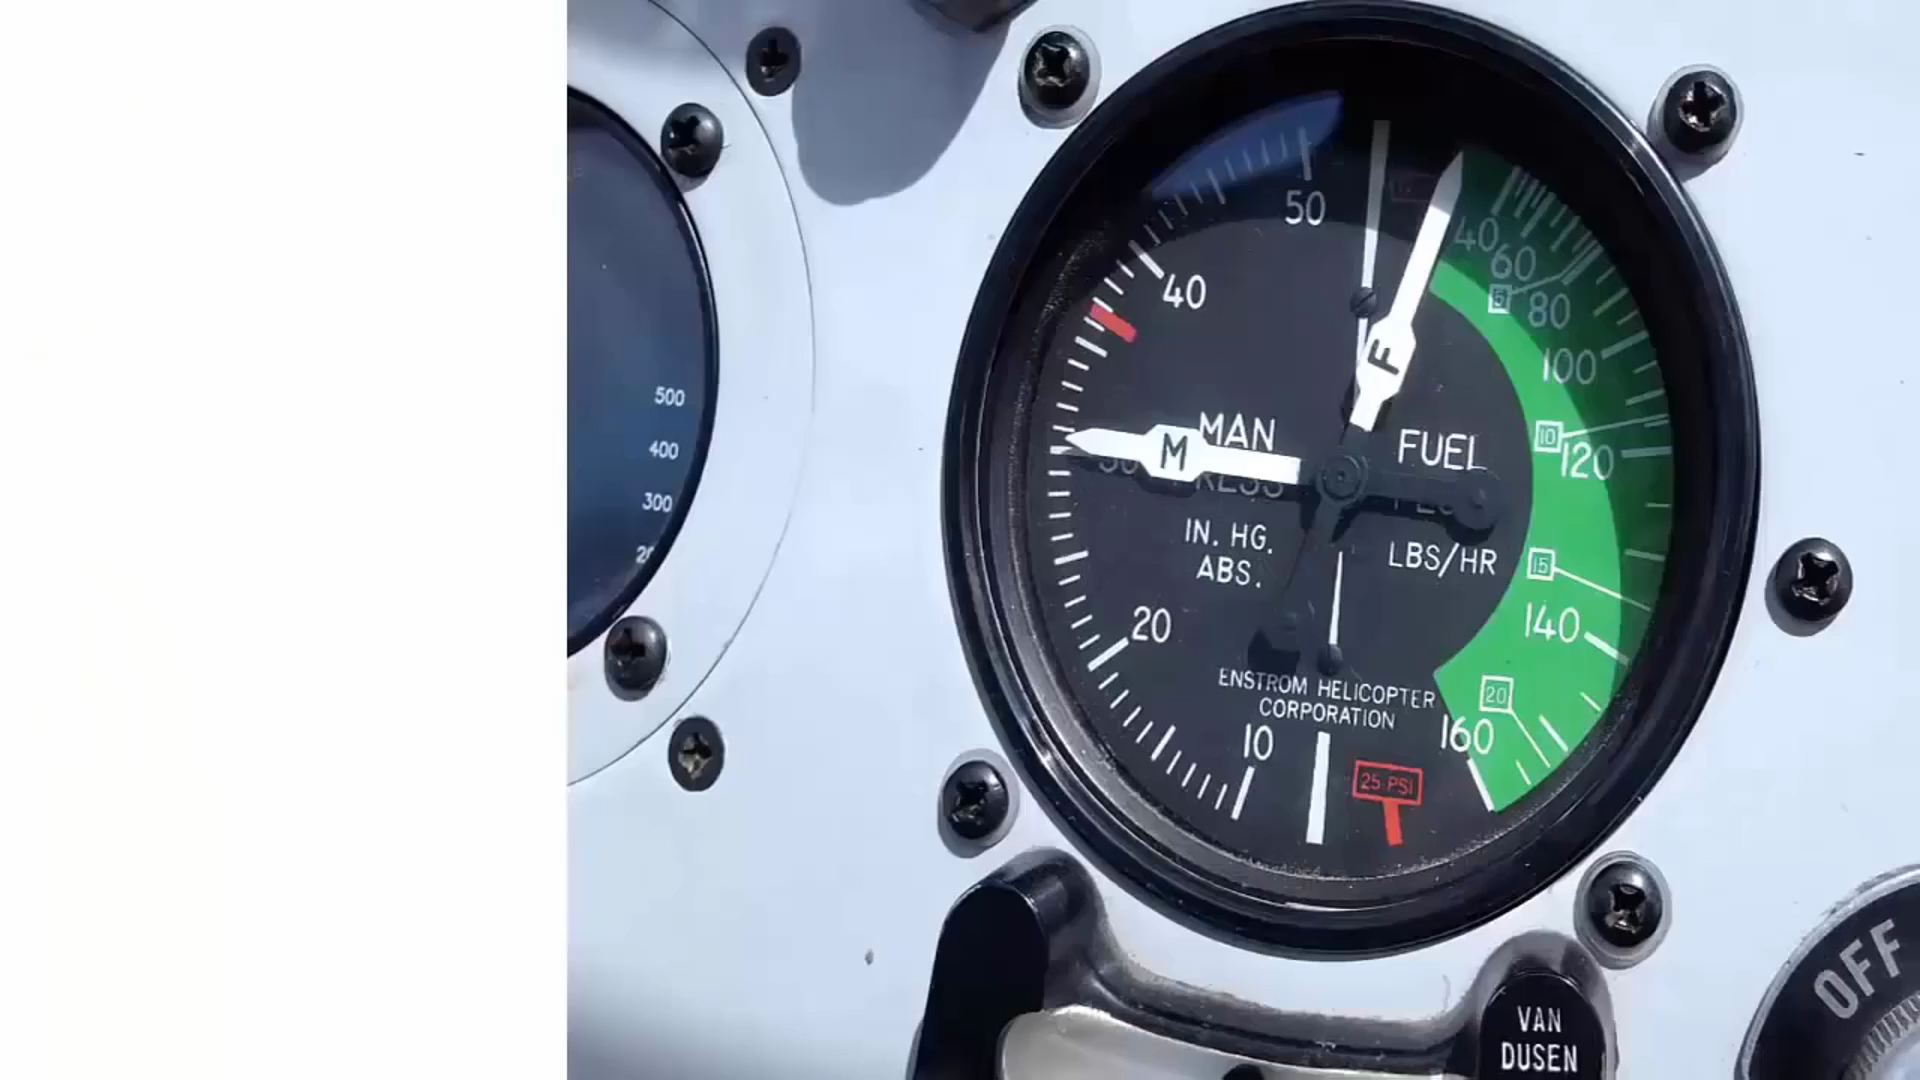 500
400
300
50
40
40
60
5
80
100
F
MAN
FUEL
M
10
120
30
IN. HG.
ABS.
LBS/HR
15
20
140
ENSTROM HELICOPTER
CORPORATION
20
160
10
25 PSI
OFF
VAN
DUSEN